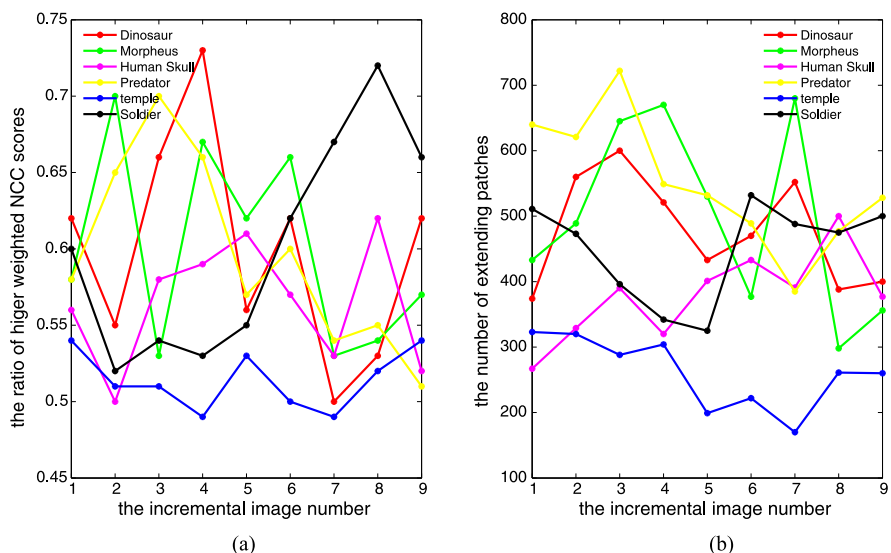 the ratio of higer weighted NCC scores
0.75
0.7
0.65
0.6
0.55
0.5
0.45
Dinosaur
Morpheus
Human Skull
Predator
temple
Soldier
1 2 3 4 5 6 7 8 9
the incremental image number
(a)
the number of extending patches
800
700
600
500
400
300
200
100
Dinosaur
Morpheus
Human Skull
Predator
temple
Soldier
1 2 3 4 5 6 7 8 9
the incremental image number
(b)